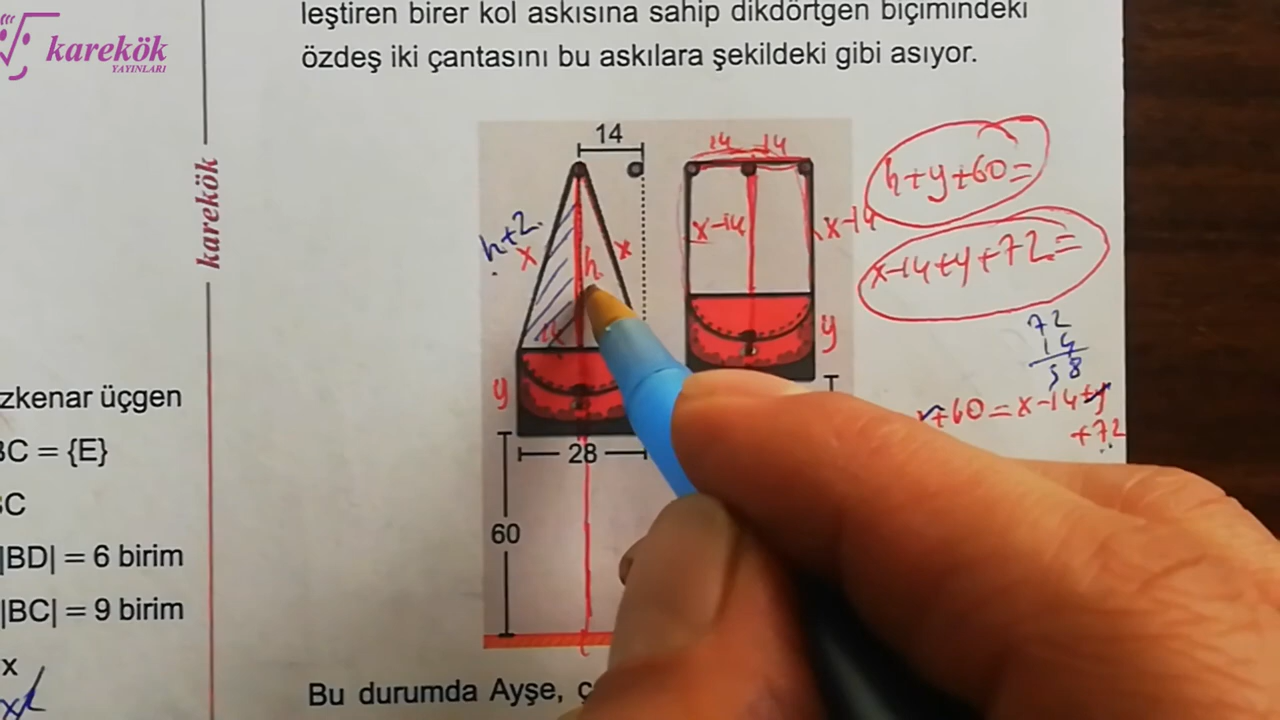 leştiren birer kol askısına sahip dikdörtgen biçimindeki
karekök
YAYINLARI
özdeş iki çantasını bu askılara şekildeki gibi asıyor.
karekök
14
14 14
h+y+60=
h+2
x
h
x
x-14
x-14
x-14+y+72=
y
y
72
14
58
+60=x-14+y
+72
28
60
zkenar üçgen
BC = {E}
C
|BD| = 6 birim
|BC| = 9 birim
x
Bu durumda Ayşe,